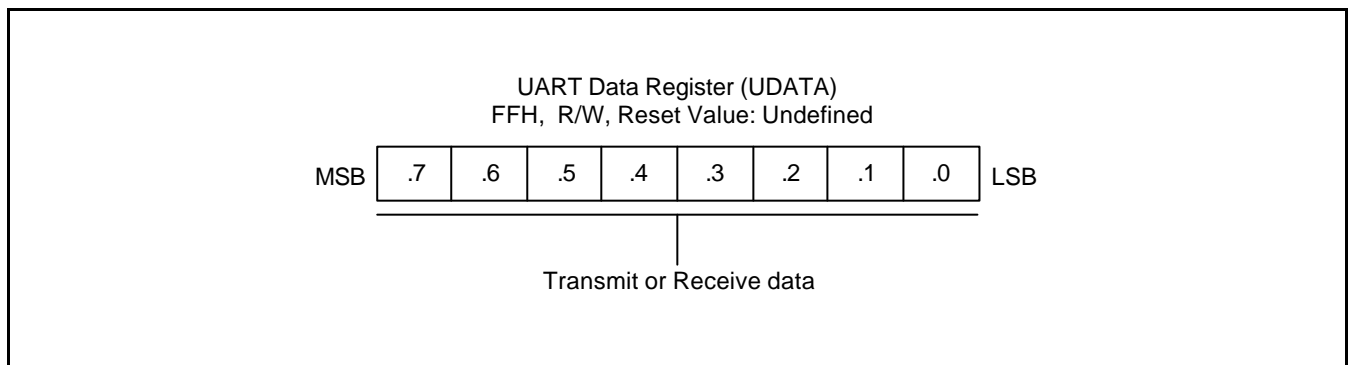 UART Data Register (UDATA)
FFH, R/W, Reset Value: Undefined
MSB .7 .6 .5 .4 .3 .2 .1 .0 LSB
Transmit or Receive data